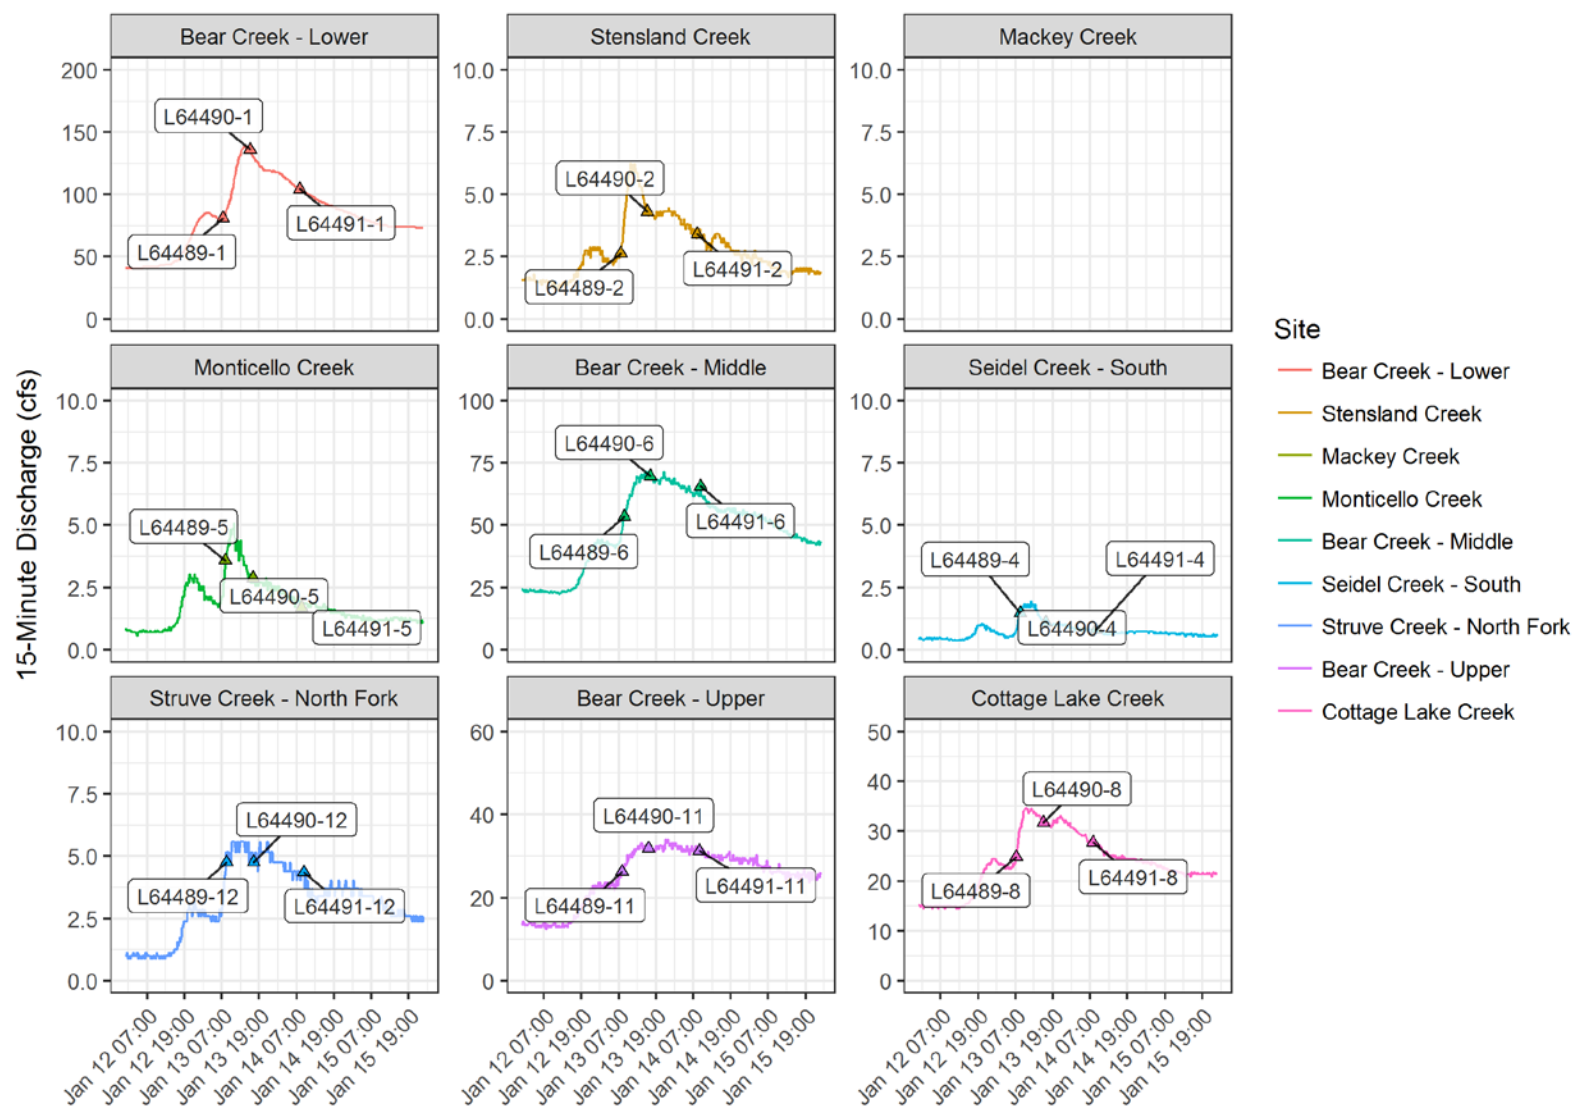 Bear Creek - Lower
Stensland Creek
Mackey Creek
200
150
100
50
0
L64490-1
L64489-1
L64491-1
10.0
7.5
5.0
2.5
0.0
L64490-2
L64489-2
L64491-2
10.0
7.5
5.0
2.5
0.0
Monticello Creek
Bear Creek - Middle
Seidel Creek - South
10.0
7.5
5.0
2.5
0.0
L64489-5
L64490-5
L64491-5
100
75
50
25
0
L64490-6
L64489-6
L64491-6
10.0
7.5
5.0
2.5
0.0
L64489-4
L64491-4
L64490-4
Struve Creek - North Fork
Bear Creek - Upper
Cottage Lake Creek
10.0
7.5
5.0
2.5
0.0
L64490-12
L64489-12
L64491-12
60
40
20
0
L64490-11
L64489-11
L64491-11
50
40
30
20
10
0
L64490-8
L64489-8
L64491-8
Jan 12 07:00
Jan 12 19:00
Jan 13 07:00
Jan 13 19:00
Jan 14 07:00
Jan 14 19:00
Jan 15 07:00
Jan 15 19:00
Jan 12 07:00
Jan 12 19:00
Jan 13 07:00
Jan 13 19:00
Jan 14 07:00
Jan 14 19:00
Jan 15 07:00
Jan 15 19:00
Jan 12 07:00
Jan 12 19:00
Jan 13 07:00
Jan 13 19:00
Jan 14 07:00
Jan 14 19:00
Jan 15 07:00
Jan 15 19:00
15-Minute Discharge (cfs)
Site
Bear Creek - Lower
Stensland Creek
Mackey Creek
Monticello Creek
Bear Creek - Middle
Seidel Creek - South
Struve Creek - North Fork
Bear Creek - Upper
Cottage Lake Creek